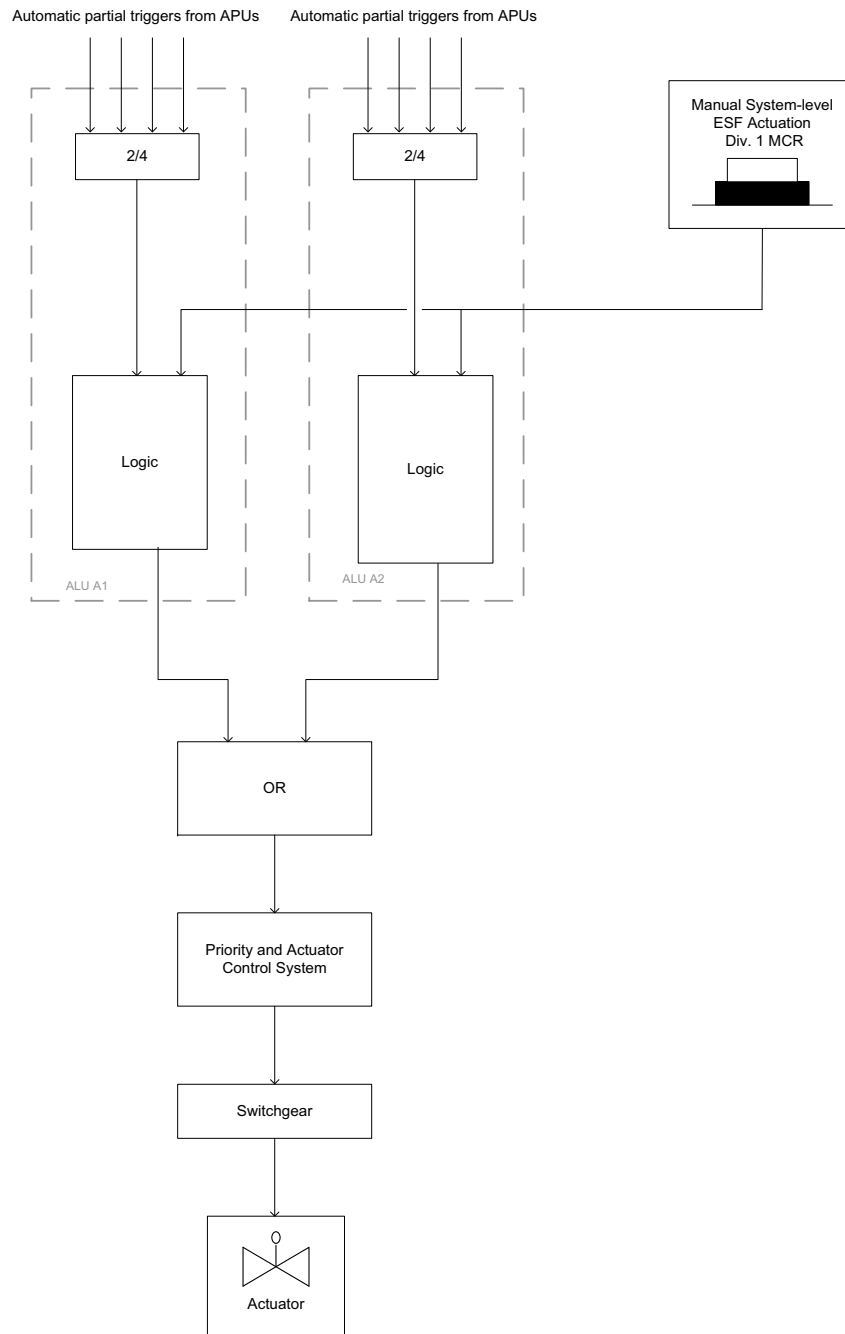 Automatic partial triggers from APUs
Automatic partial triggers from APUs
Manual System-level
ESF Actuation
Div. 1 MCR
2/4
2/4
Logic
Logic
ALU A1
ALU A2
OR
Priority and Actuator
Control System
Switchgear
Actuator